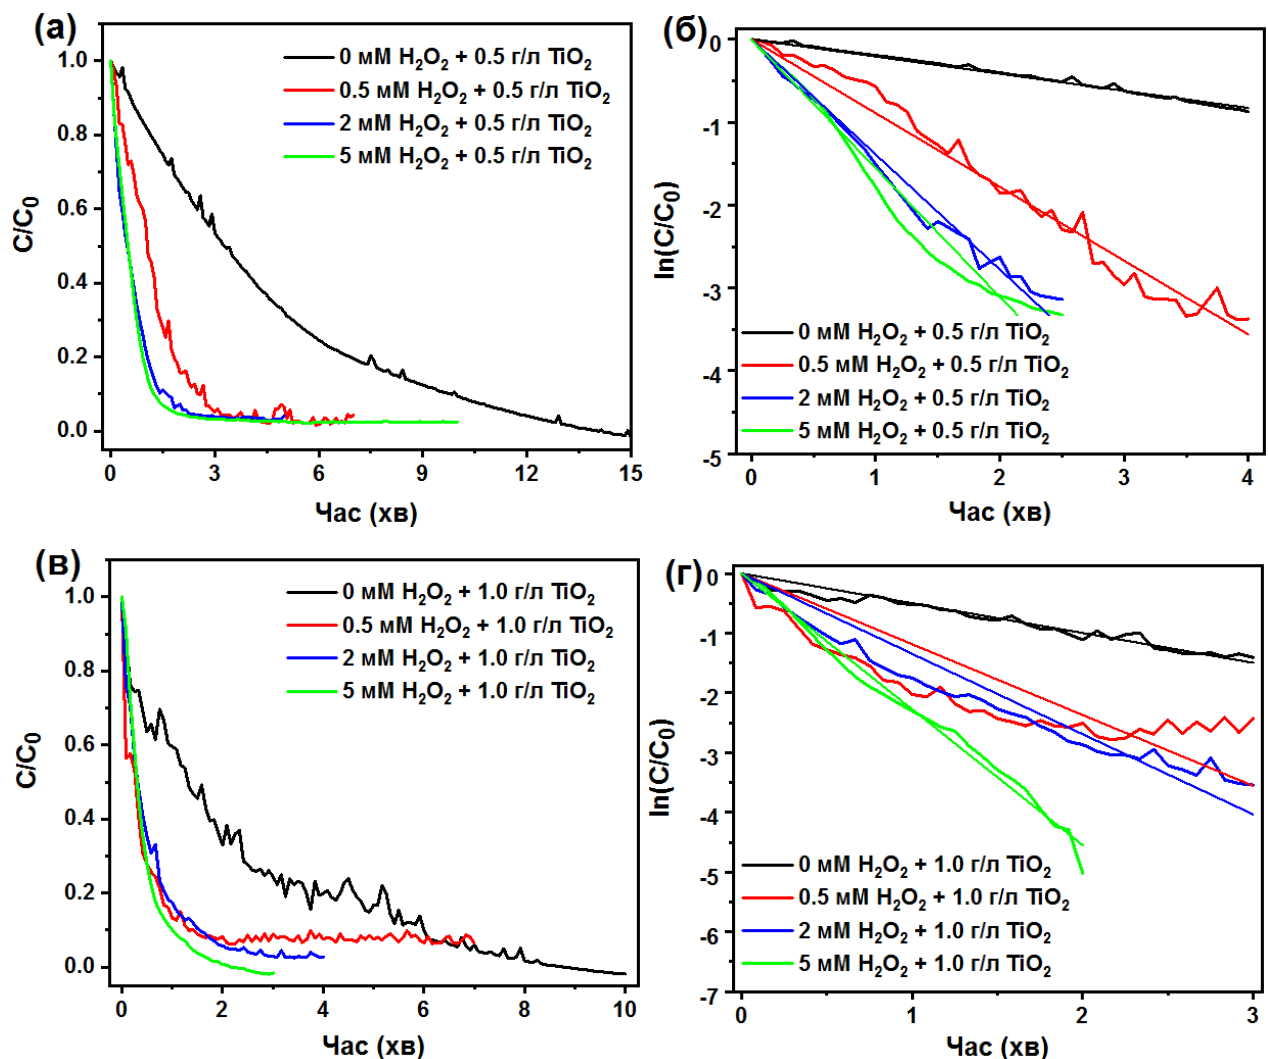 (а)
0 мМ H₂O₂ + 0.5 г/л TiO₂
0.5 мМ H₂O₂ + 0.5 г/л TiO₂
2 мМ H₂O₂ + 0.5 г/л TiO₂
5 мМ H₂O₂ + 0.5 г/л TiO₂
1.0
0.8
0.6
0.4
0.2
0.0
C/C₀
0 3 6 9 12 15
Час (хв)
(б)
0
-1
-2
-3
-4
-5
ln(C/C₀)
0 мМ H₂O₂ + 0.5 г/л TiO₂
0.5 мМ H₂O₂ + 0.5 г/л TiO₂
2 мМ H₂O₂ + 0.5 г/л TiO₂
5 мМ H₂O₂ + 0.5 г/л TiO₂
0 1 2 3 4
Час (хв)
(в)
0 мМ H₂O₂ + 1.0 г/л TiO₂
0.5 мМ H₂O₂ + 1.0 г/л TiO₂
2 мМ H₂O₂ + 1.0 г/л TiO₂
5 мМ H₂O₂ + 1.0 г/л TiO₂
1.0
0.8
0.6
0.4
0.2
0.0
C/C₀
0 2 4 6 8 10
Час (хв)
(г)
0
-1
-2
-3
-4
-5
-6
-7
ln(C/C₀)
0 мМ H₂O₂ + 1.0 г/л TiO₂
0.5 мМ H₂O₂ + 1.0 г/л TiO₂
2 мМ H₂O₂ + 1.0 г/л TiO₂
5 мМ H₂O₂ + 1.0 г/л TiO₂
0 1 2 3
Час (хв)